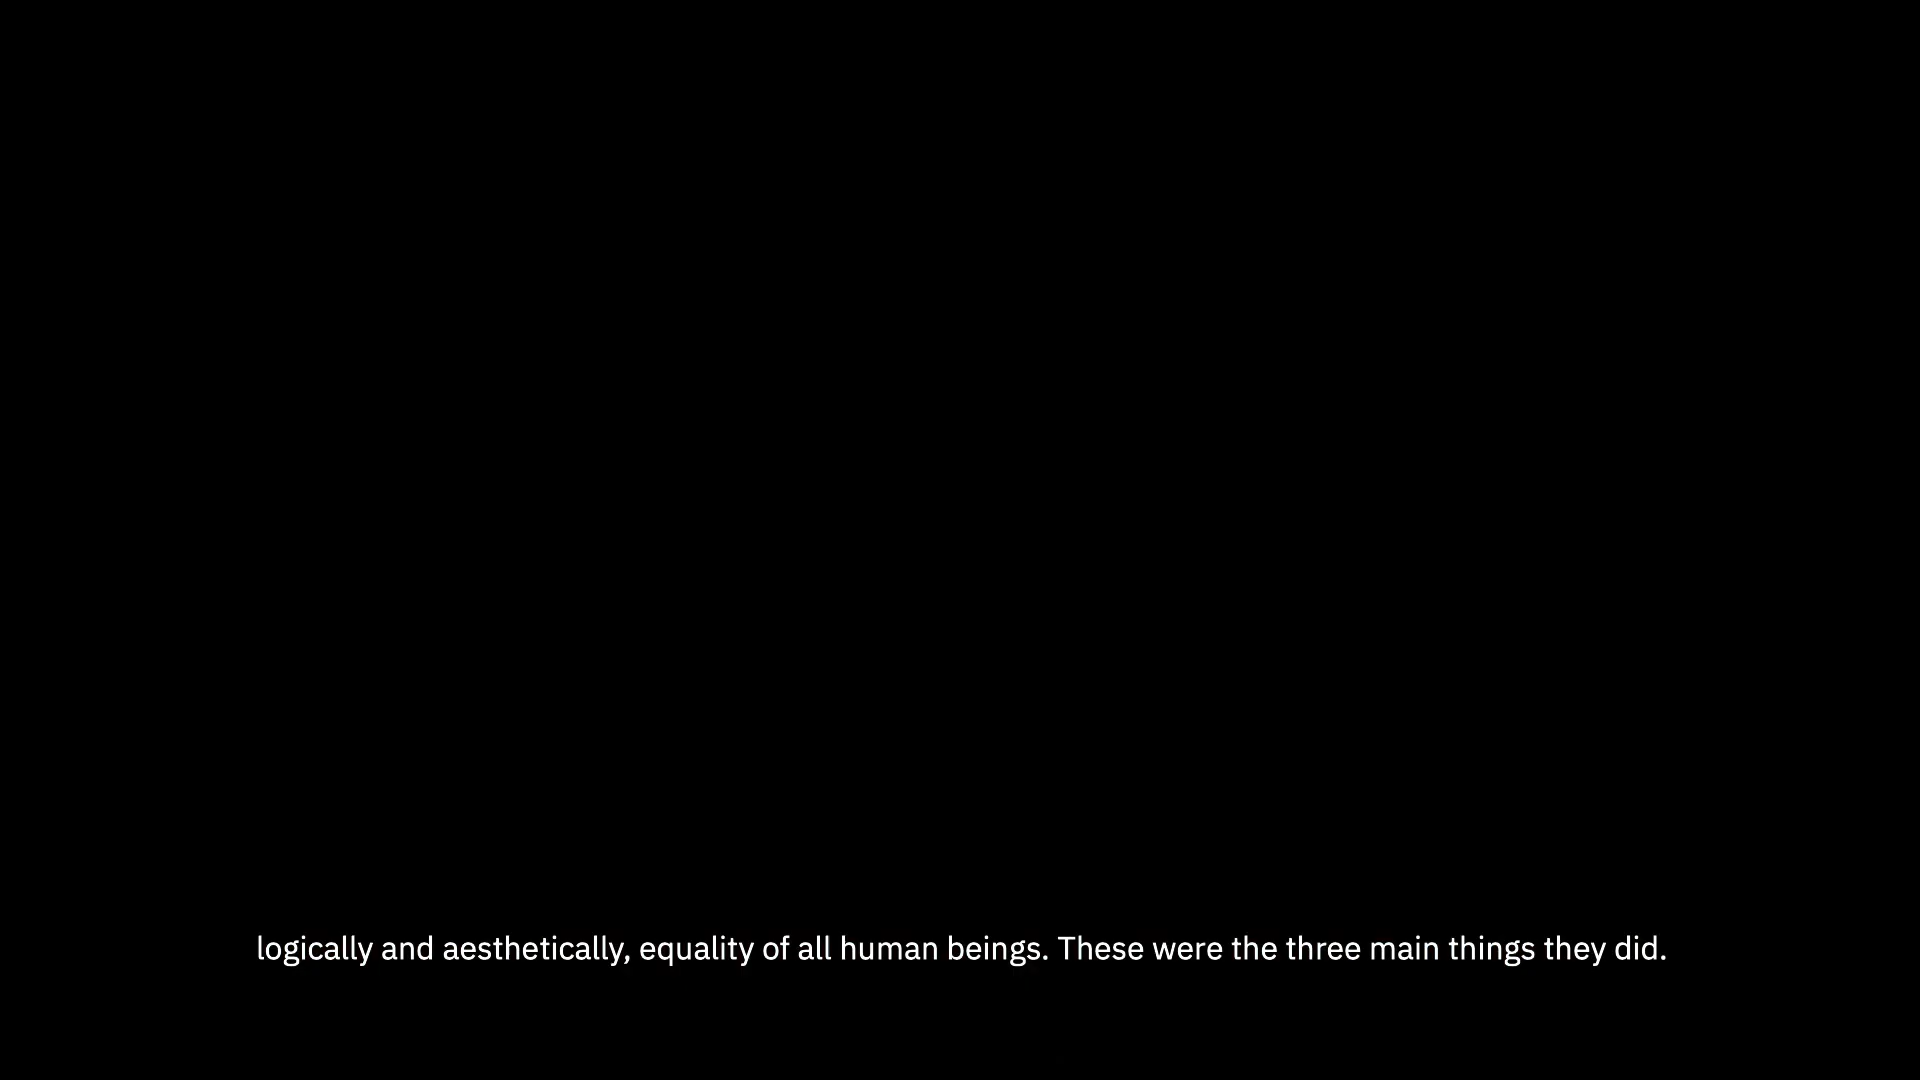 logically and aesthetically, equality of all human beings. These were the three main things they did.